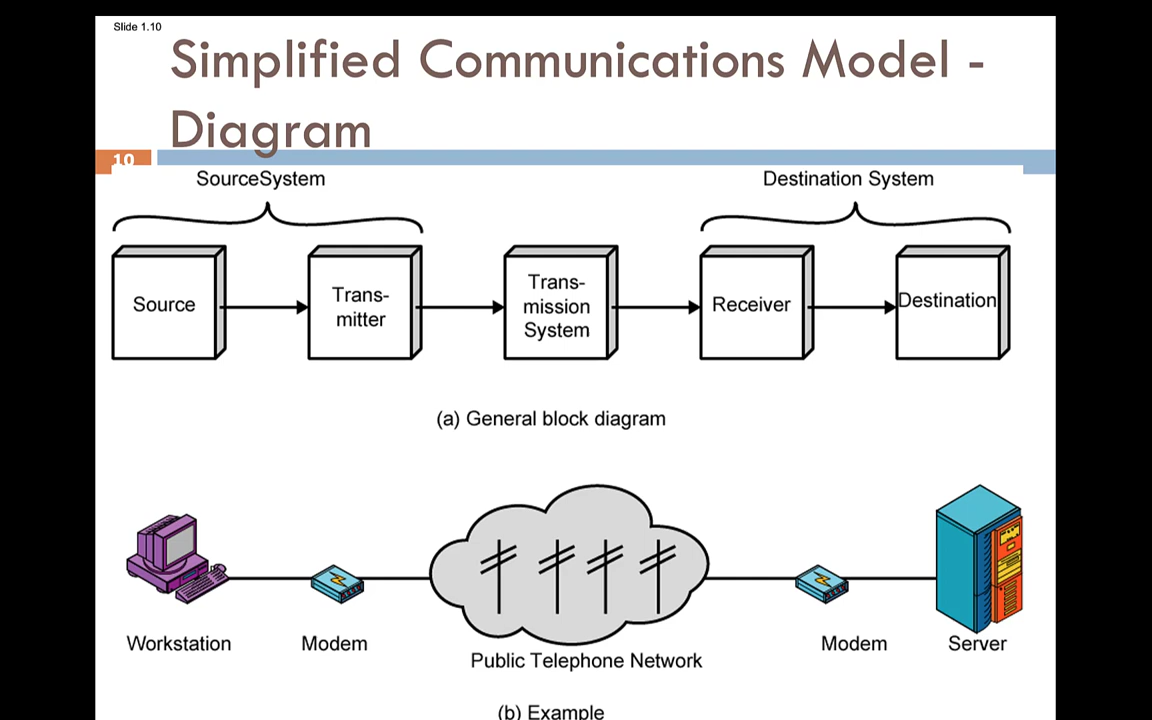 Slide 1.10
Simplified Communications Model -
Diagram
10
SourceSystem
Destination System
Source
Trans-
mitter
Trans-
mission
System
Receiver
Destination
(a) General block diagram
Workstation
Modem
Public Telephone Network
Modem
Server
(b) Example